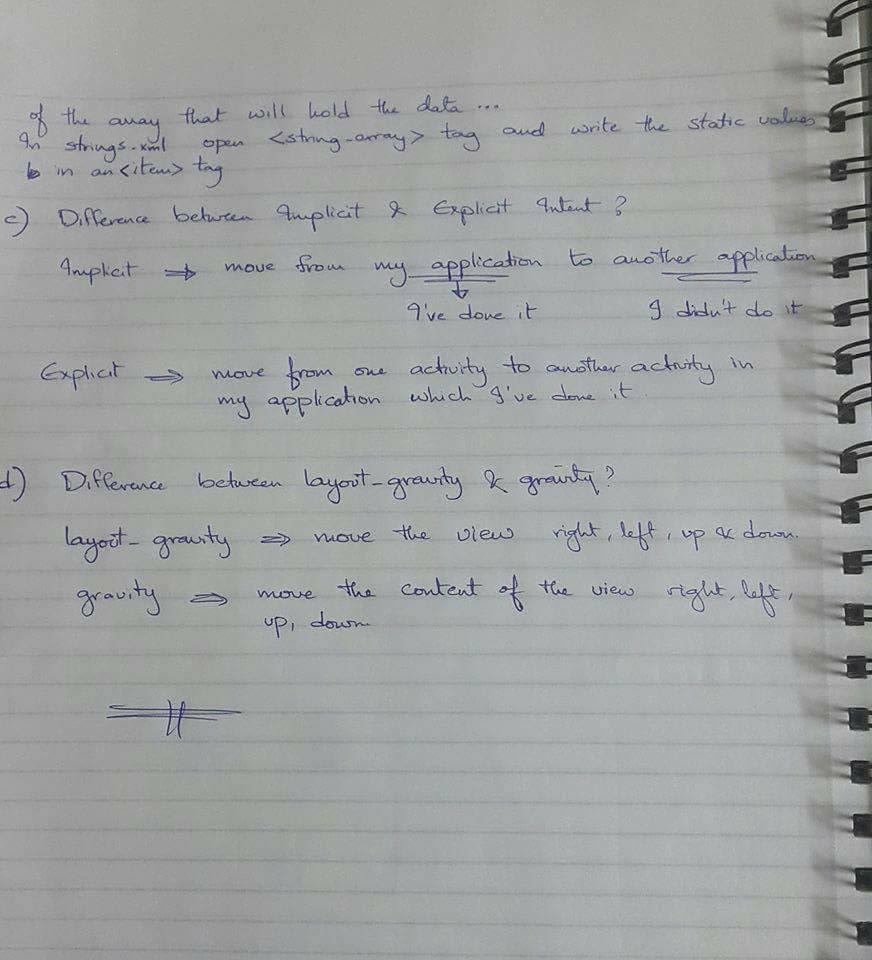 of the array that will hold the data ...
In strings.xml open <string-array> tag and write the static values
in an <item> tag
c) Difference between Implicit & Explicit Intent ?
Implicit ⇒ move from my application to another application
I've done it I didn't do it
Explicit ⇒ move from one activity to another activity in
my application which I've done it.
d) Difference between layout-gravity & gravity ?
layout-gravity ⇒ move the view right, left, up & down.
gravity ⇒ move the content of the view right, left,
up, down